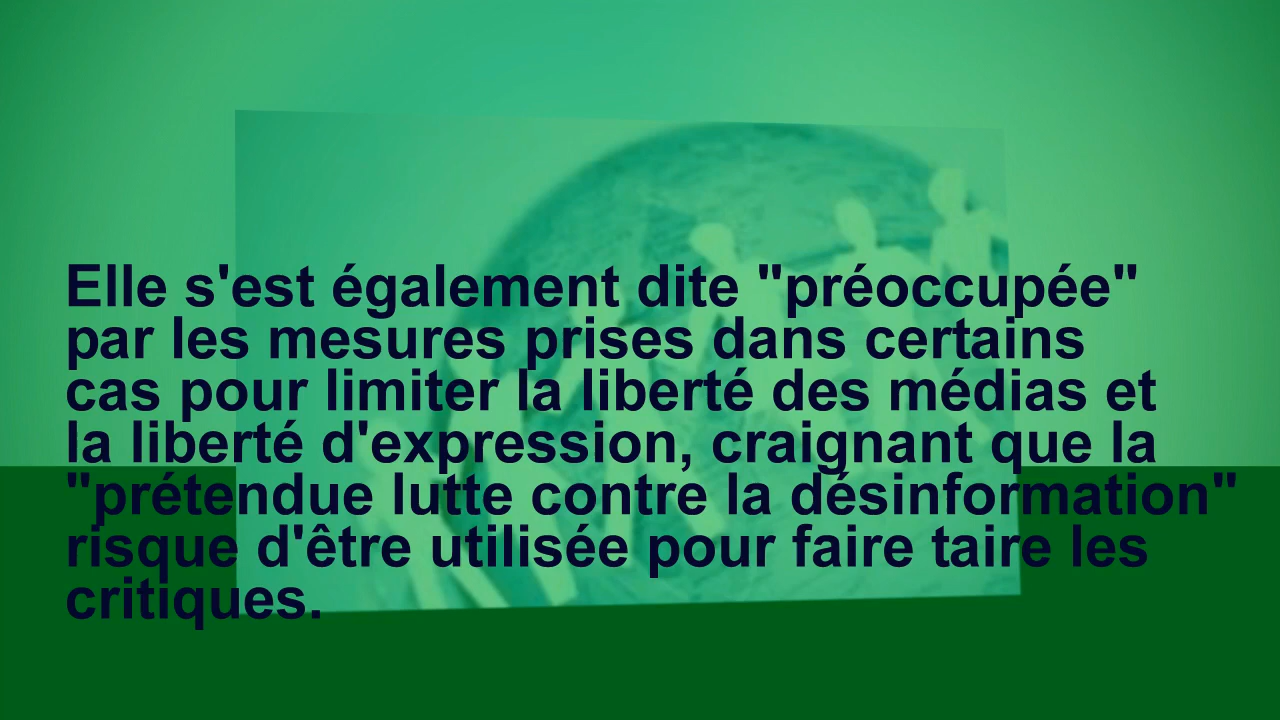 Elle s'est également dite "préoccupée"
par les mesures prises dans certains
cas pour limiter la liberté des médias et
la liberté d'expression, craignant que la
"prétendue lutte contre la désinformation"
risque d'être utilisée pour faire taire les
critiques.